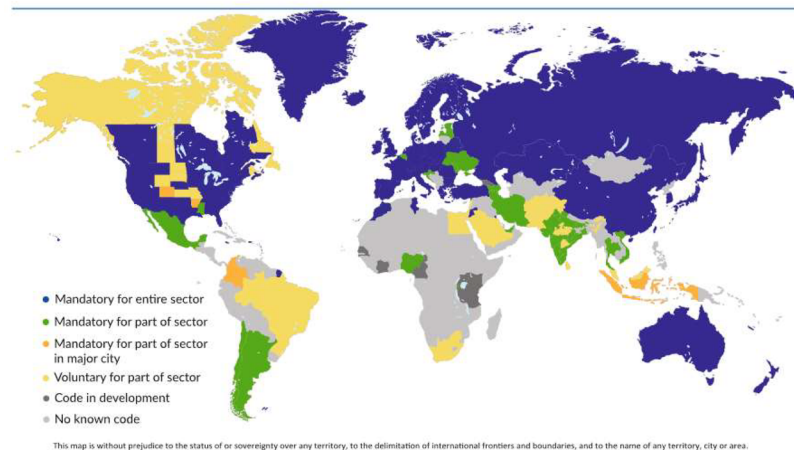 Mandatory for entire sector
Mandatory for part of sector
Mandatory for part of sector
in major city
Voluntary for part of sector
Code in development
No known code
This map is without prejudice to the status of or sovereignty over any territory, to the delimitation of international frontiers and boundaries, and to the name of any territory, city or area.